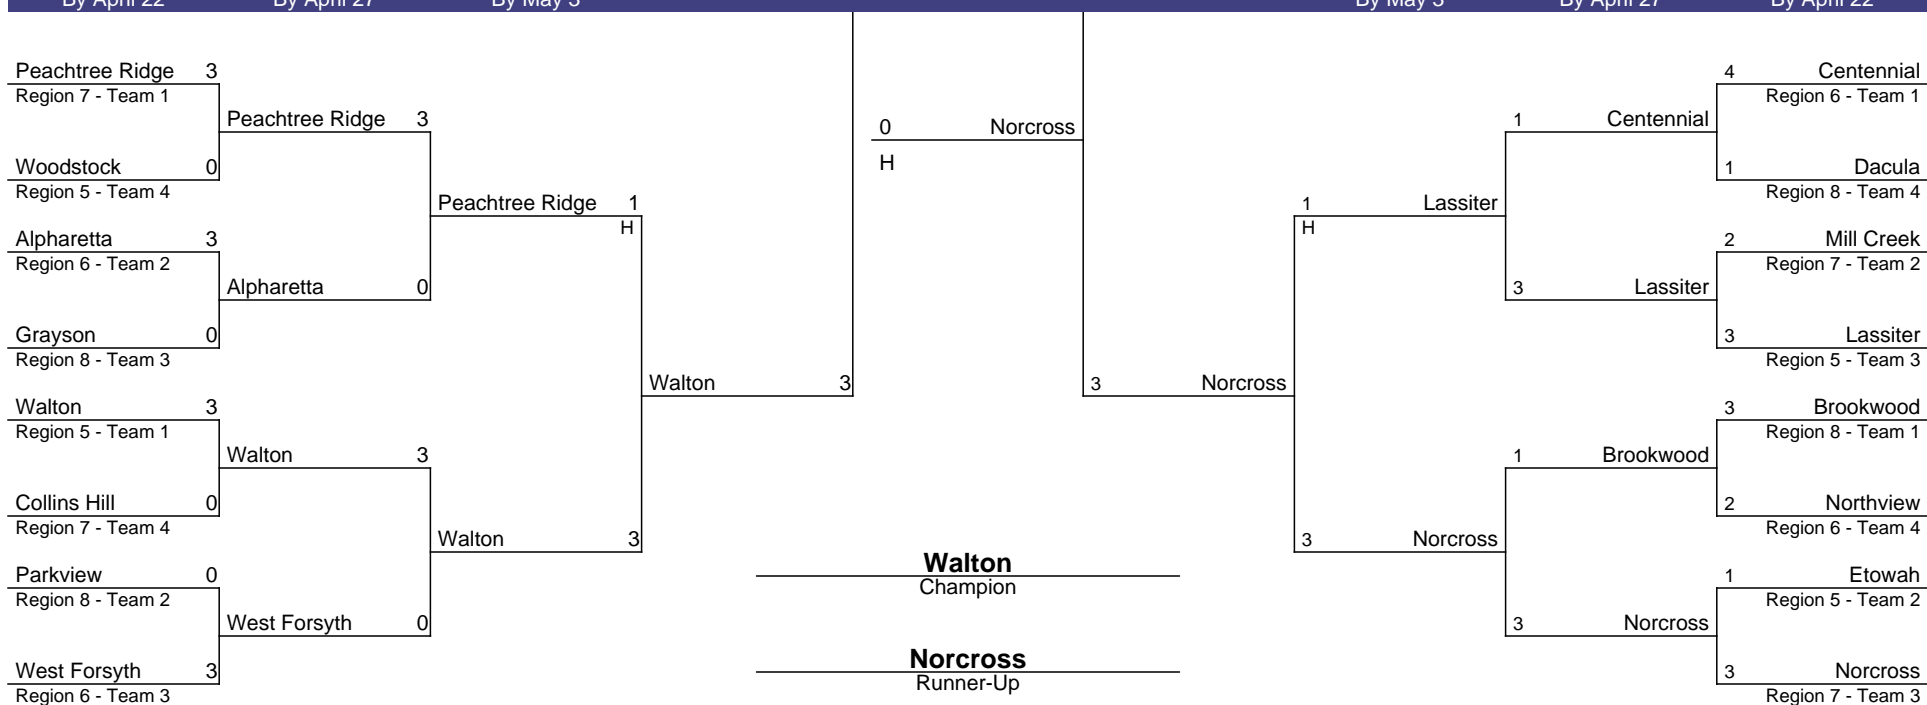 By April 22 By April 27 By May 3 By May 3 By April 27 By April 22
Peachtree Ridge 3
Region 7 - Team 1
Peachtree Ridge 3
Woodstock 0
Region 5 - Team 4
Peachtree Ridge 1
H
Alpharetta 3
Region 6 - Team 2
Alpharetta 0
Grayson 0
Region 8 - Team 3
Walton 3
Walton 3
Region 5 - Team 1
Walton 3
Collins Hill 0
Region 7 - Team 4
Walton 3
Parkview 0
Region 8 - Team 2
West Forsyth 0
West Forsyth 3
Region 6 - Team 3
0 Norcross
H
Walton
Champion
Norcross
Runner-Up
4 Centennial
Region 6 - Team 1
1 Centennial
1 Dacula
Region 8 - Team 4
1 Lassiter
H
2 Mill Creek
Region 7 - Team 2
3 Lassiter
3 Lassiter
Region 5 - Team 3
3 Norcross
3 Brookwood
Region 8 - Team 1
1 Brookwood
2 Northview
Region 6 - Team 4
3 Norcross
1 Etowah
Region 5 - Team 2
3 Norcross
3 Norcross
Region 7 - Team 3